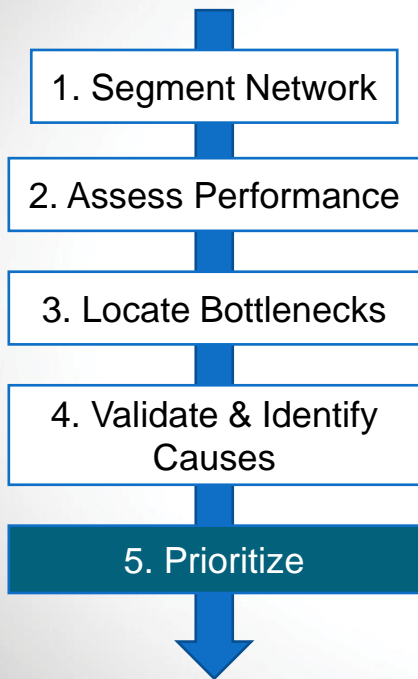 1. Segment Network
2. Assess Performance
3. Locate Bottlenecks
4. Validate & Identify
Causes
5. Prioritize